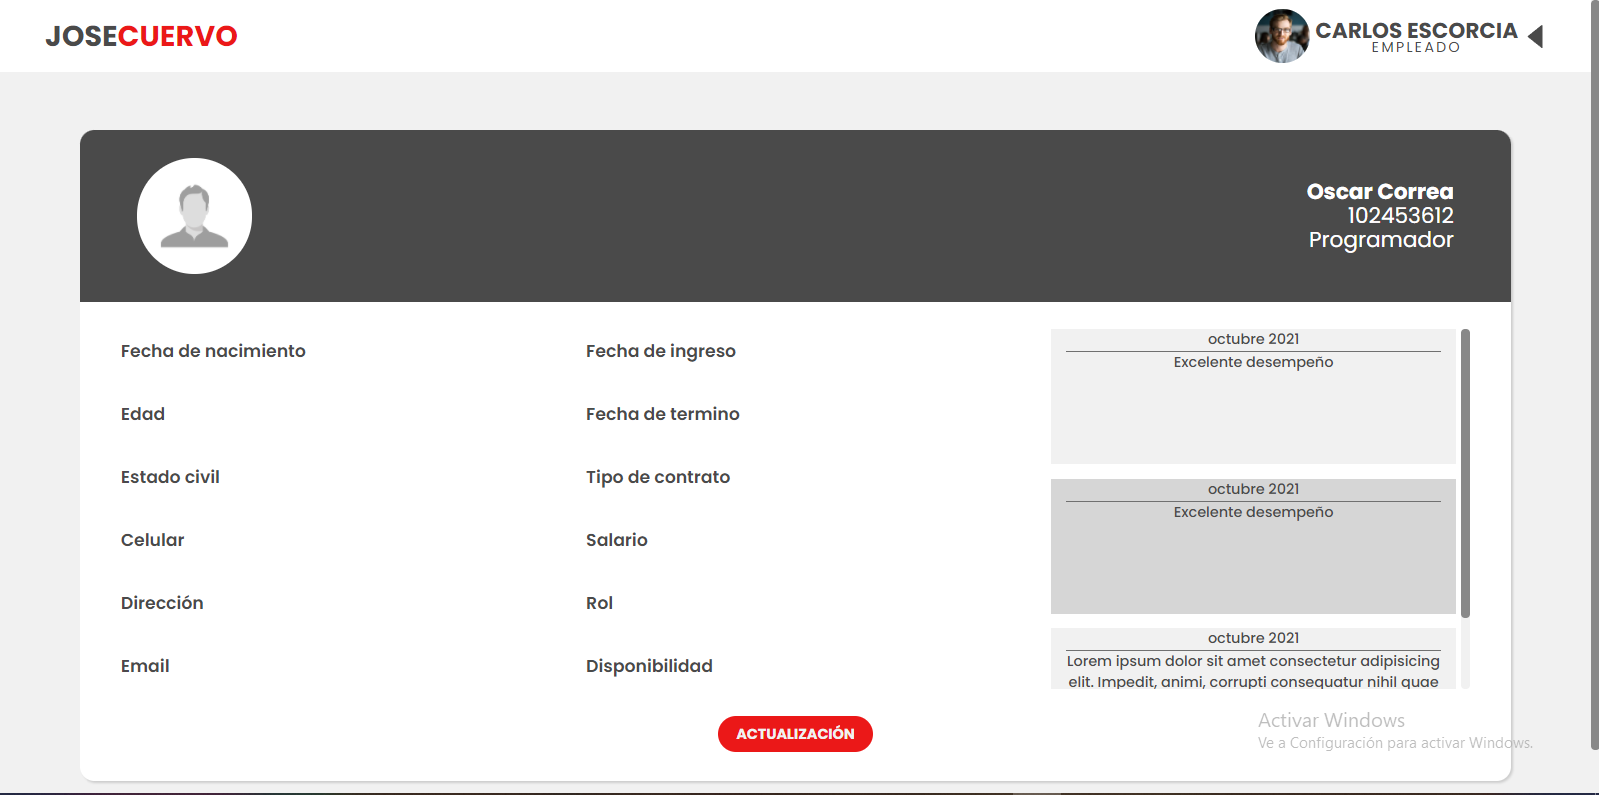 JOSECUERVO
CARLOS ESCORCIA
EMPLEADO
Oscar Correa
102453612
Programador
Fecha de nacimiento
Edad
Estado civil
Celular
Dirección
Email
Fecha de ingreso
Fecha de termino
Tipo de contrato
Salario
Rol
Disponibilidad
octubre 2021
Excelente desempeño
octubre 2021
Excelente desempeño
octubre 2021
Lorem ipsum dolor sit amet consectetur adipisicing
elit. Impedit, animi, corrupti consequatur nihil quae
ACTUALIZACIÓN
Activar Windows
Ve a Configuración para activar Windows.